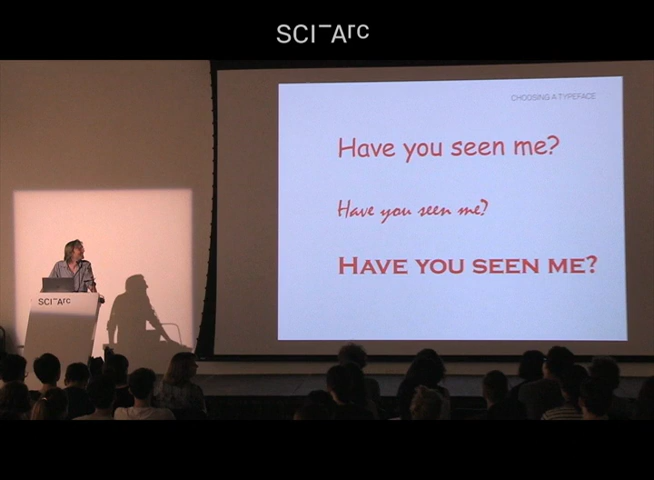 SCI-Arc
CHOOSING A TYPEFACE
Have you seen me?
Have you seen me?
HAVE YOU SEEN ME?
SCI-Arc